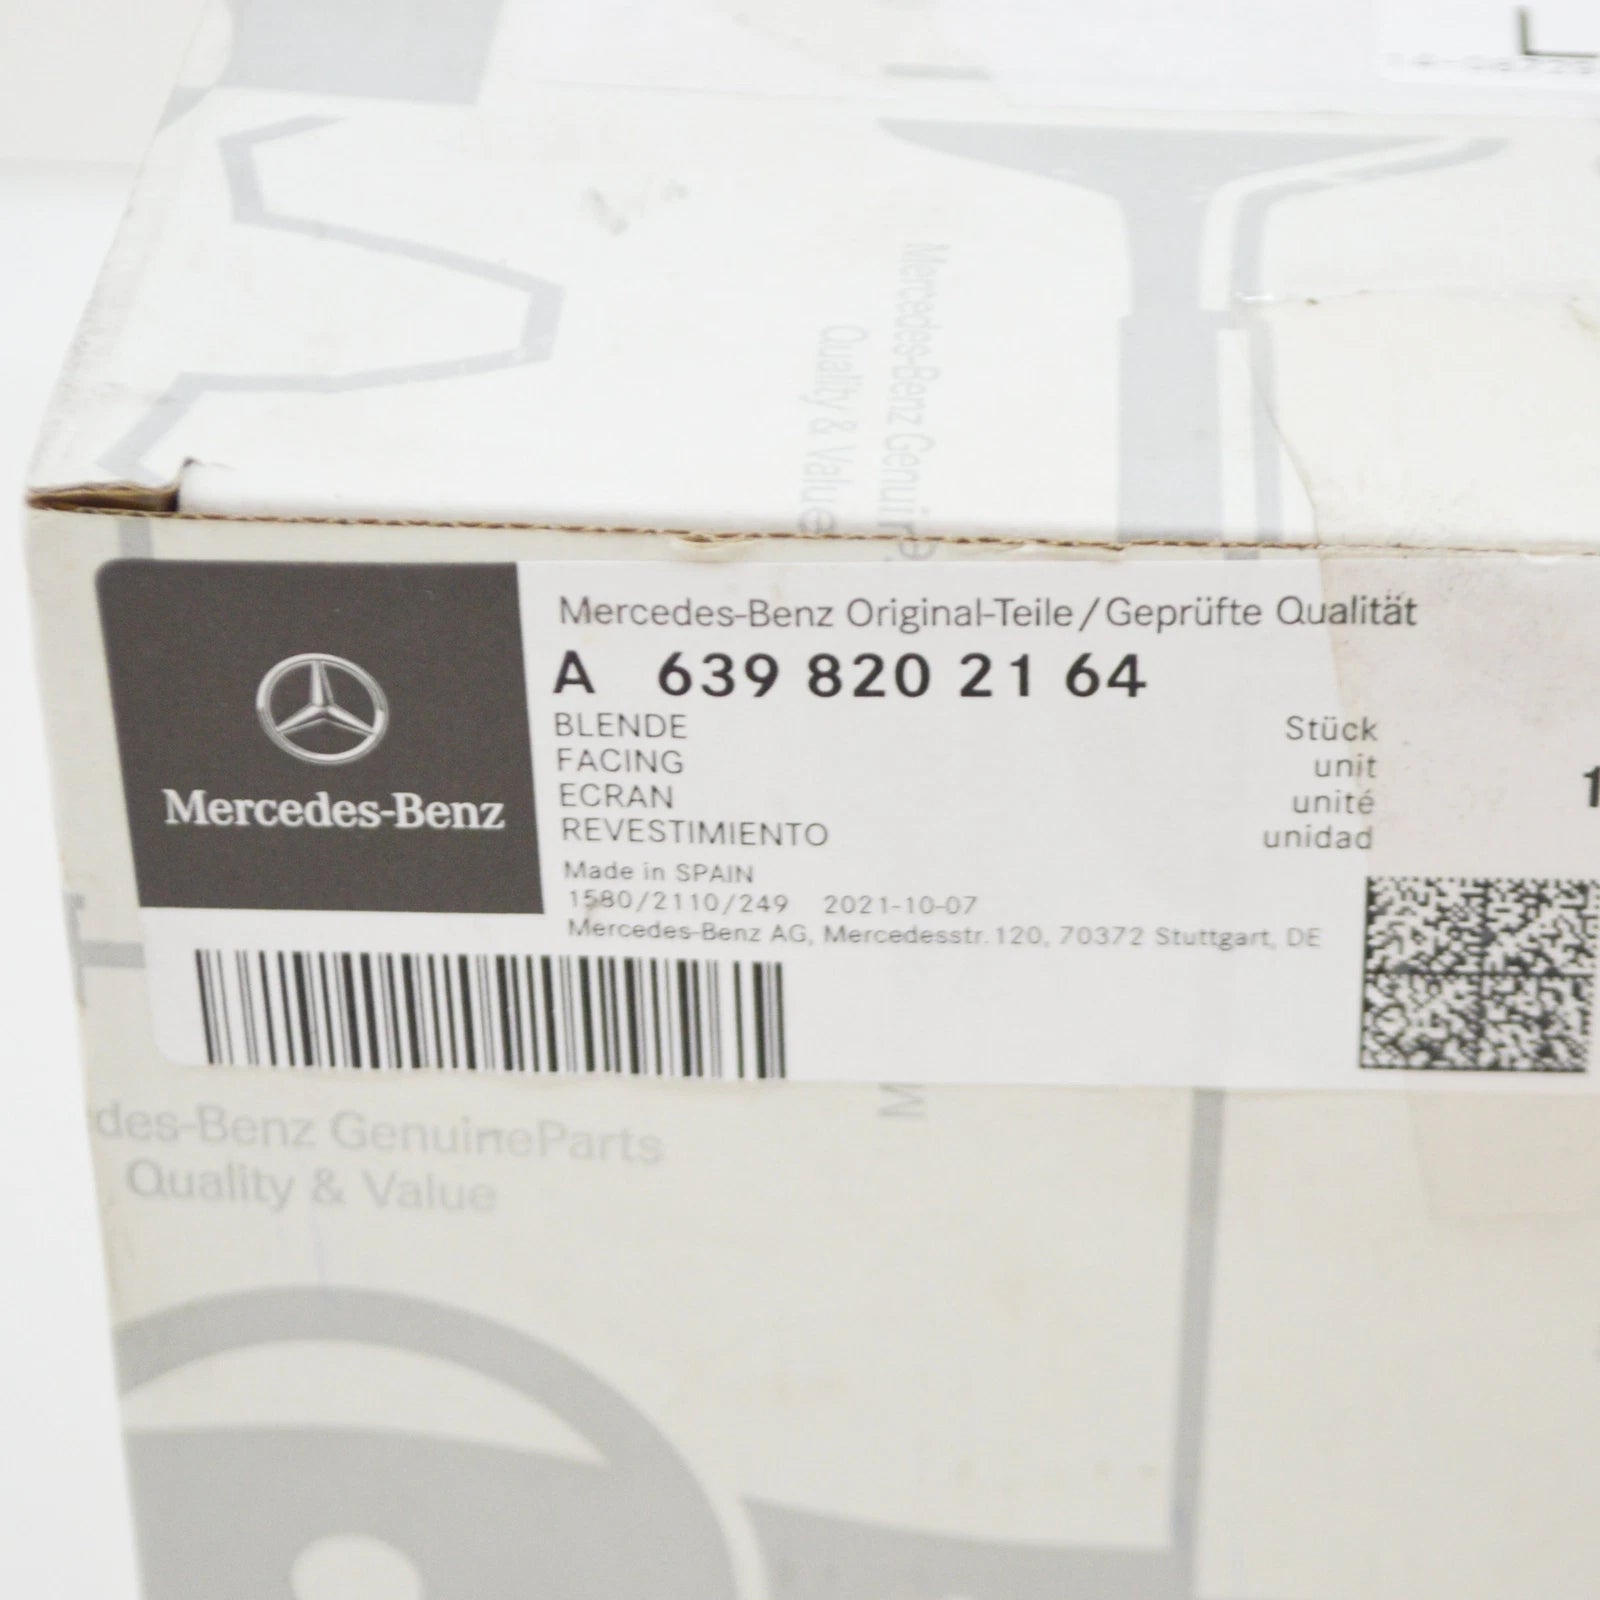 Mercedes-Benz Genuine
Quality & Value
Mercedes-Benz Original-Teile/Geprüfte Qualität
A 639 820 21 64
BLENDE
FACING
ECRAN
REVESTIMIENTO
Stück
unit
unité
unidad
1
Made in SPAIN
1580/2110/249 2021-10-07
Mercedes-Benz AG, Mercedesstr. 120, 70372 Stuttgart, DE
Mercedes-Benz
des-Benz GenuineParts
Quality & Value
M